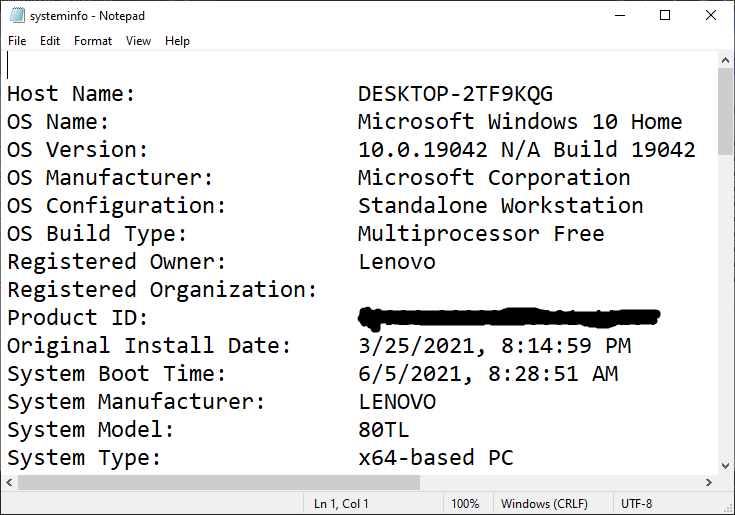 systeminfo - Notepad
File Edit Format View Help
Host Name: DESKTOP-2TF9KQG
OS Name: Microsoft Windows 10 Home
OS Version: 10.0.19042 N/A Build 19042
OS Manufacturer: Microsoft Corporation
OS Configuration: Standalone Workstation
OS Build Type: Multiprocessor Free
Registered Owner: Lenovo
Registered Organization:
Product ID:
Original Install Date: 3/25/2021, 8:14:59 PM
System Boot Time: 6/5/2021, 8:28:51 AM
System Manufacturer: LENOVO
System Model: 80TL
System Type: x64-based PC
Ln 1, Col 1 100% Windows (CRLF) UTF-8